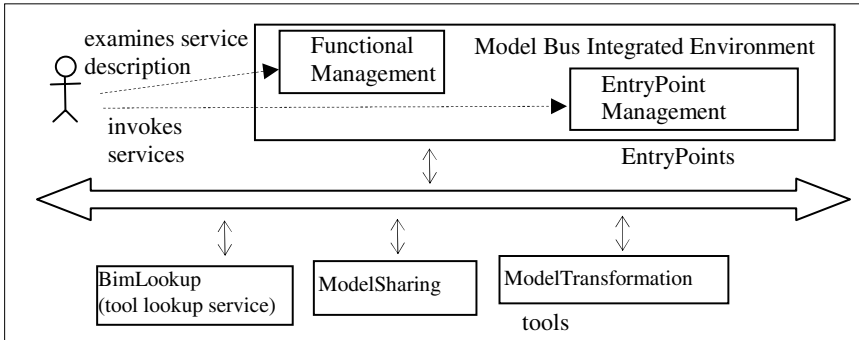 examines service
description
Functional
Management
Model Bus Integrated Environment
EntryPoint
Management
invokes
services
EntryPoints
BimLookup
(tool lookup service)
ModelSharing
ModelTransformation
tools